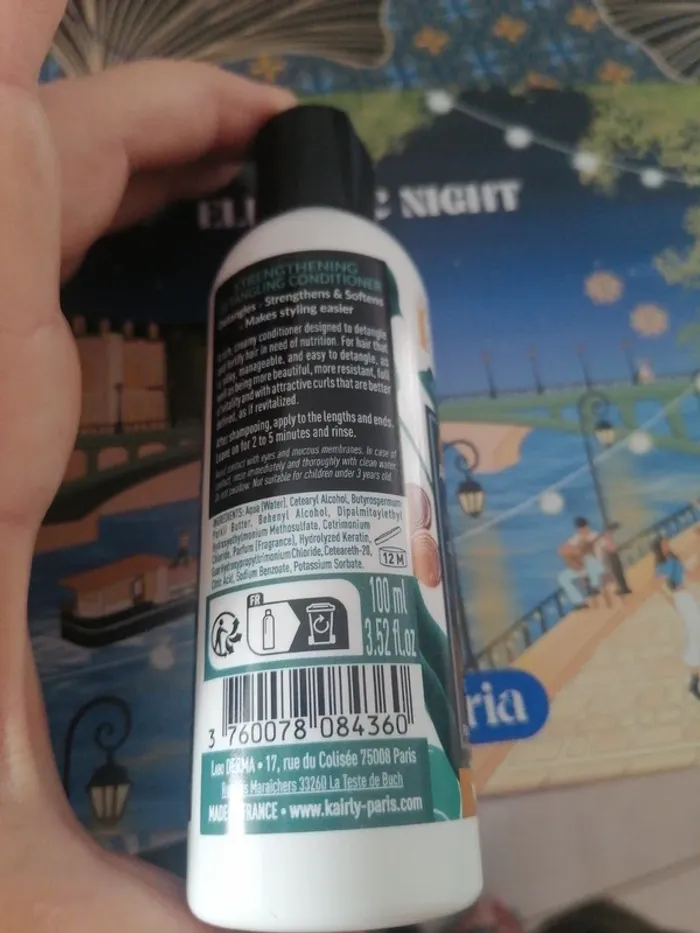 NIGHT
STRENGTHENING
DETANGLING CONDITIONER
Detangles · Strengthens & Softens
· Makes styling easier
rich, creamy conditioner designed to detangle
and fortify hair in need of nutrition. For hair that
is silky, manageable, and easy to detangle, as
well as being more beautiful, more resistant, full
of vitality and with attractive curls that are better
defined, as if revitalized.
After shampooing, apply to the lengths and ends.
Leave on for 2 to 5 minutes and rinse.
Avoid contact with eyes and mucous membranes. In case of
contact, rinse immediately and thoroughly with clean water.
Do not swallow. Not suitable for children under 3 years old.
INGREDIENTS: Aqua (Water), Cetearyl Alcohol, Butyrospermum
Parkii Butter, Behenyl Alcohol, Dipalmitoylethyl
Hydroxyethylmonium Methosulfate, Cetrimonium
Chloride, Parfum (Fragrance), Hydrolyzed Keratin,
Guar Hydroxypropyltrimonium Chloride, Ceteareth-20,
Citric Acid, Sodium Benzoate, Potassium Sorbate.
12 M
FR
100 ml
3.52 fl.oz
3 760078 084360
LABO DERMA • 17, rue du Colisée 75008 Paris
Maraîchers 33260 La Teste de Buch
MADE FRANCE • www.kairly-paris.com
ria